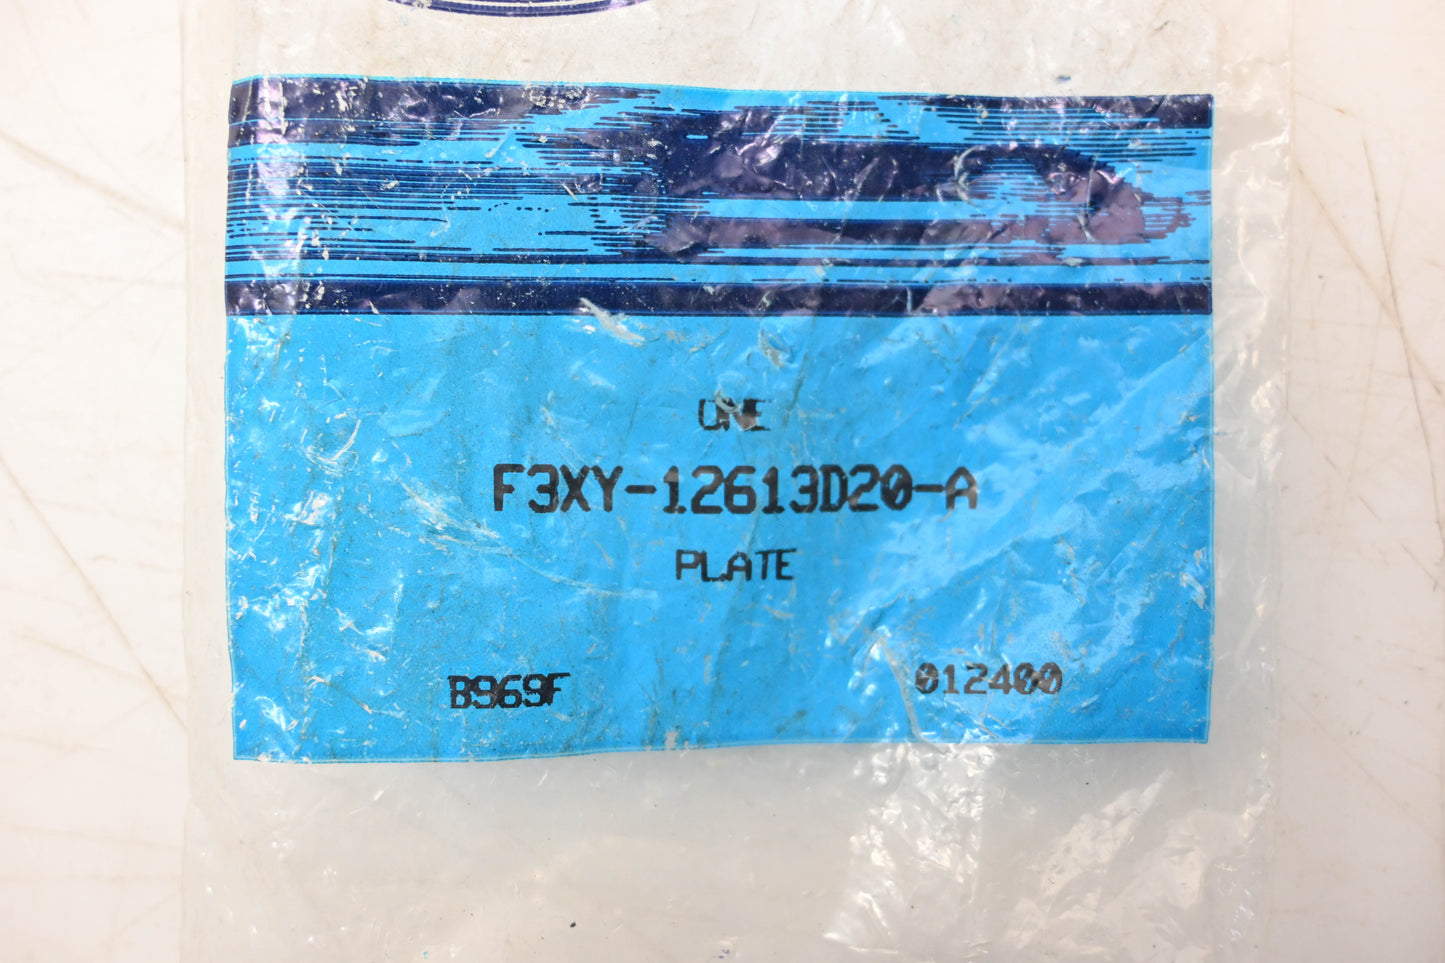 ONE
F3XY-12613D20-A
PLATE
B969F 012400